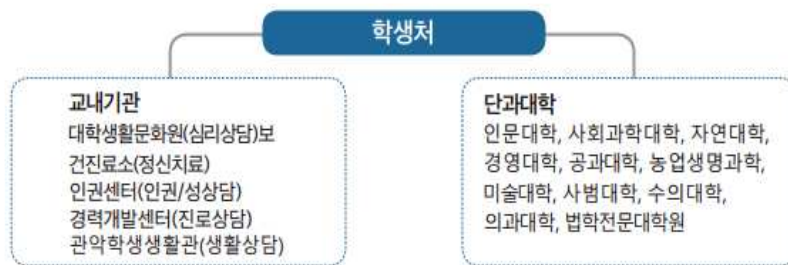 학생처
교내기관
대학생활문화원(심리상담)보
건진료소(정신치료)
인권센터(인권/성상담)
경력개발센터(진로상담)
관악학생생활관(생활상담)
단과대학
인문대학, 사회과학대학, 자연대학,
경영대학, 공과대학, 농업생명과학,
미술대학, 사범대학, 수의대학,
의과대학, 법학전문대학원